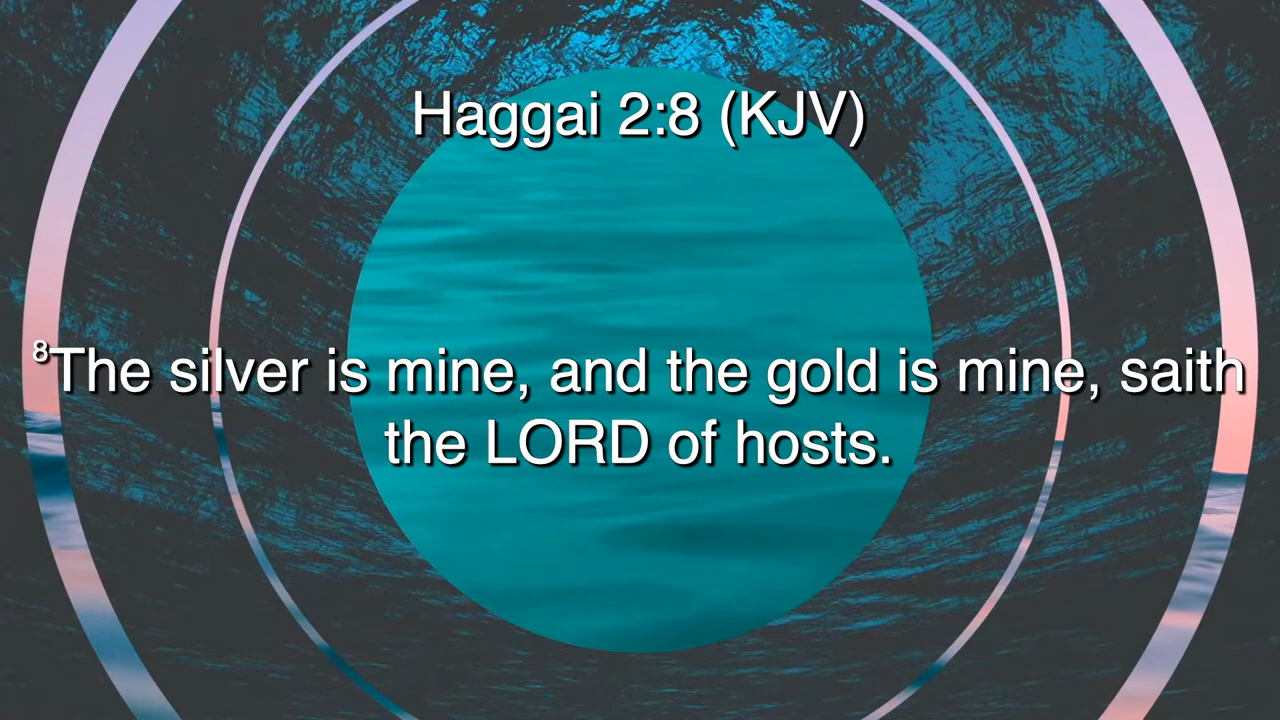 Haggai 2:8 (KJV)
⁸The silver is mine, and the gold is mine, saith
the LORD of hosts.